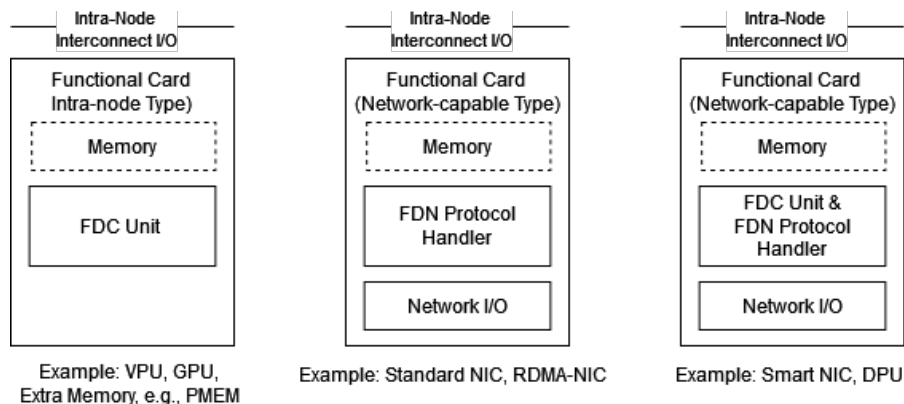 Intra-Node
Interconnect I/O
Functional Card
Intra-node Type)
Memory
FDC Unit
Example: VPU, GPU,
Extra Memory, e.g., PMEM
Intra-Node
Interconnect I/O
Functional Card
(Network-capable Type)
Memory
FDN Protocol
Handler
Network I/O
Example: Standard NIC, RDMA-NIC
Intra-Node
Interconnect I/O
Functional Card
(Network-capable Type)
Memory
FDC Unit &
FDN Protocol
Handler
Network I/O
Example: Smart NIC, DPU